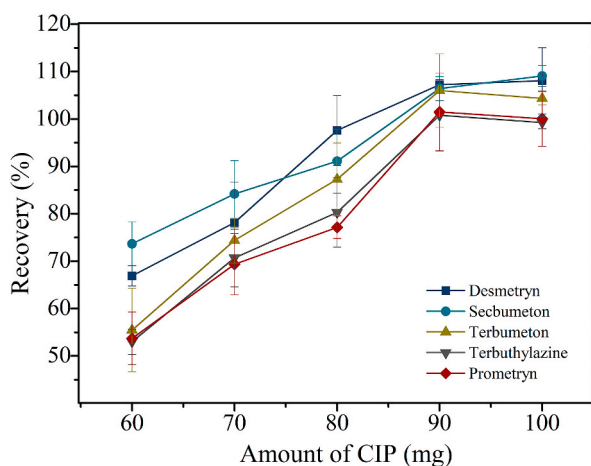 120
110
100
90
80
70
60
50
Recovery (%)
60 70 80 90 100
Amount of CIP (mg)
Desmetryn
Secbumeton
Terbumeton
Terbuthylazine
Prometryn